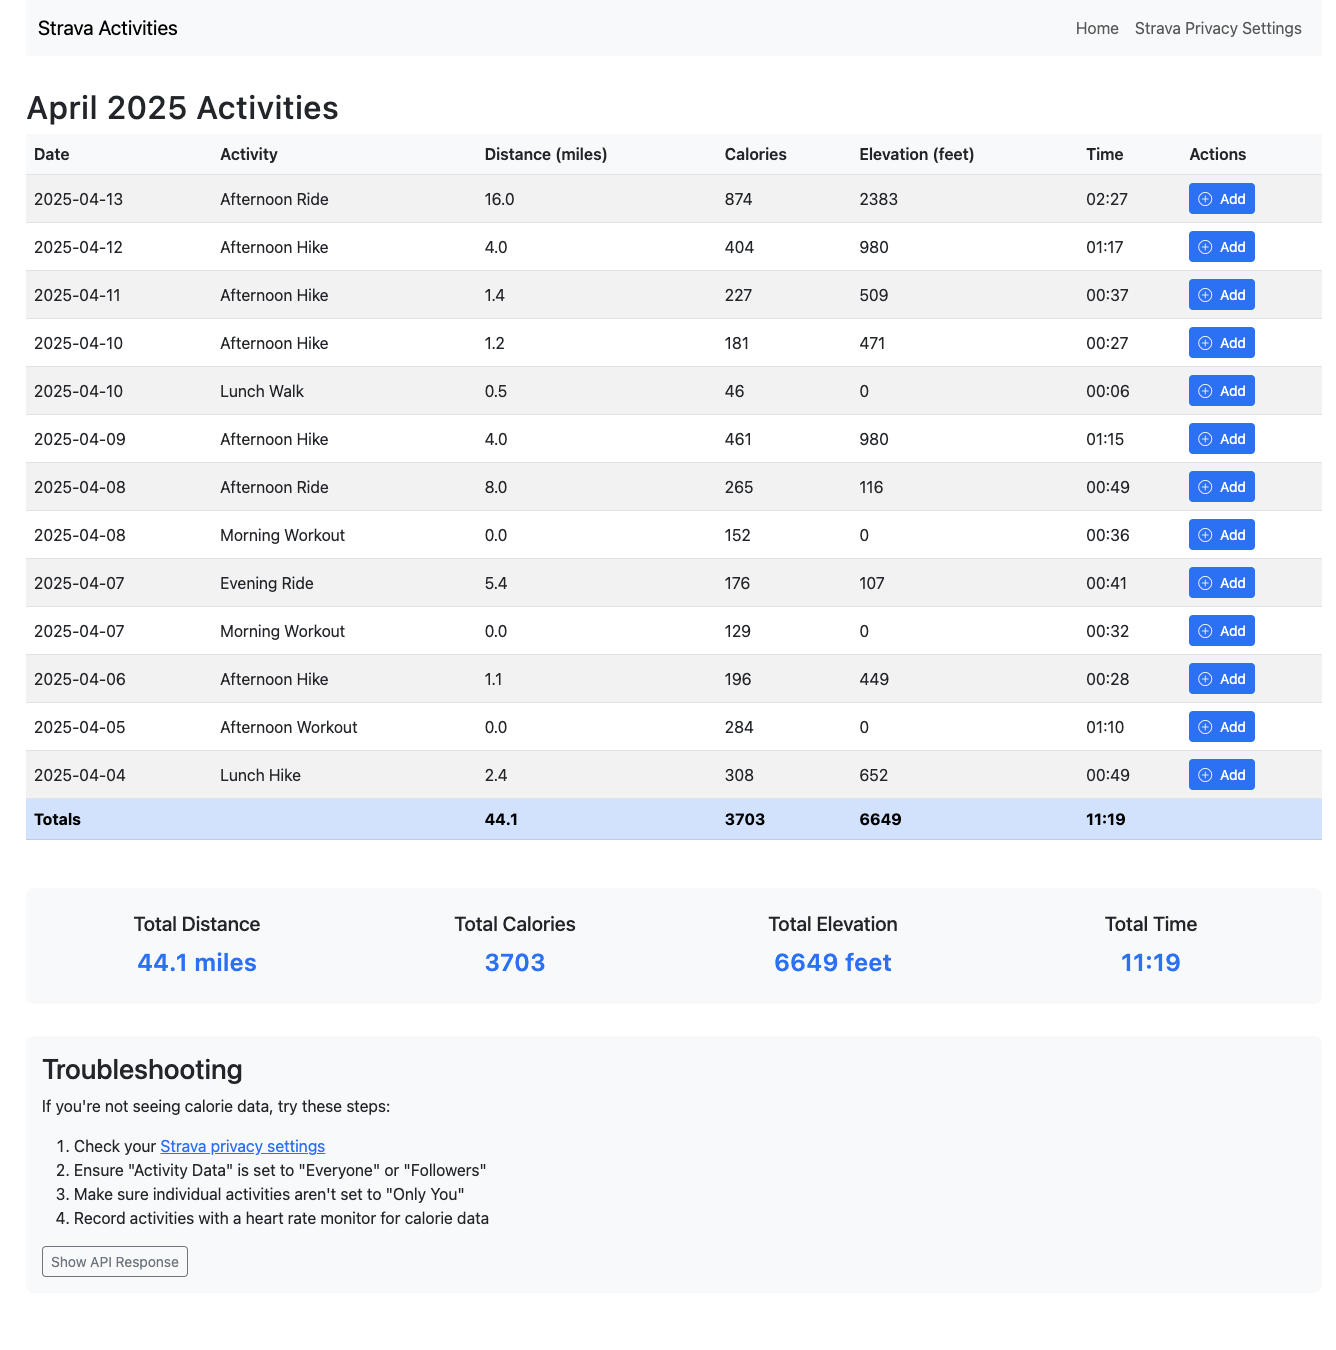 Strava Activities Home Strava Privacy Settings
April 2025 Activities
Date Activity Distance (miles) Calories Elevation (feet) Time Actions
2025-04-13 Afternoon Ride 16.0 874 2383 02:27 Add
2025-04-12 Afternoon Hike 4.0 404 980 01:17 Add
2025-04-11 Afternoon Hike 1.4 227 509 00:37 Add
2025-04-10 Afternoon Hike 1.2 181 471 00:27 Add
2025-04-10 Lunch Walk 0.5 46 0 00:06 Add
2025-04-09 Afternoon Hike 4.0 461 980 01:15 Add
2025-04-08 Afternoon Ride 8.0 265 116 00:49 Add
2025-04-08 Morning Workout 0.0 152 0 00:36 Add
2025-04-07 Evening Ride 5.4 176 107 00:41 Add
2025-04-07 Morning Workout 0.0 129 0 00:32 Add
2025-04-06 Afternoon Hike 1.1 196 449 00:28 Add
2025-04-05 Afternoon Workout 0.0 284 0 01:10 Add
2025-04-04 Lunch Hike 2.4 308 652 00:49 Add
Totals 44.1 3703 6649 11:19
Total Distance Total Calories Total Elevation Total Time
44.1 miles 3703 6649 feet 11:19
Troubleshooting
If you're not seeing calorie data, try these steps:
1. Check your Strava privacy settings
2. Ensure "Activity Data" is set to "Everyone" or "Followers"
3. Make sure individual activities aren't set to "Only You"
4. Record activities with a heart rate monitor for calorie data
Show API Response